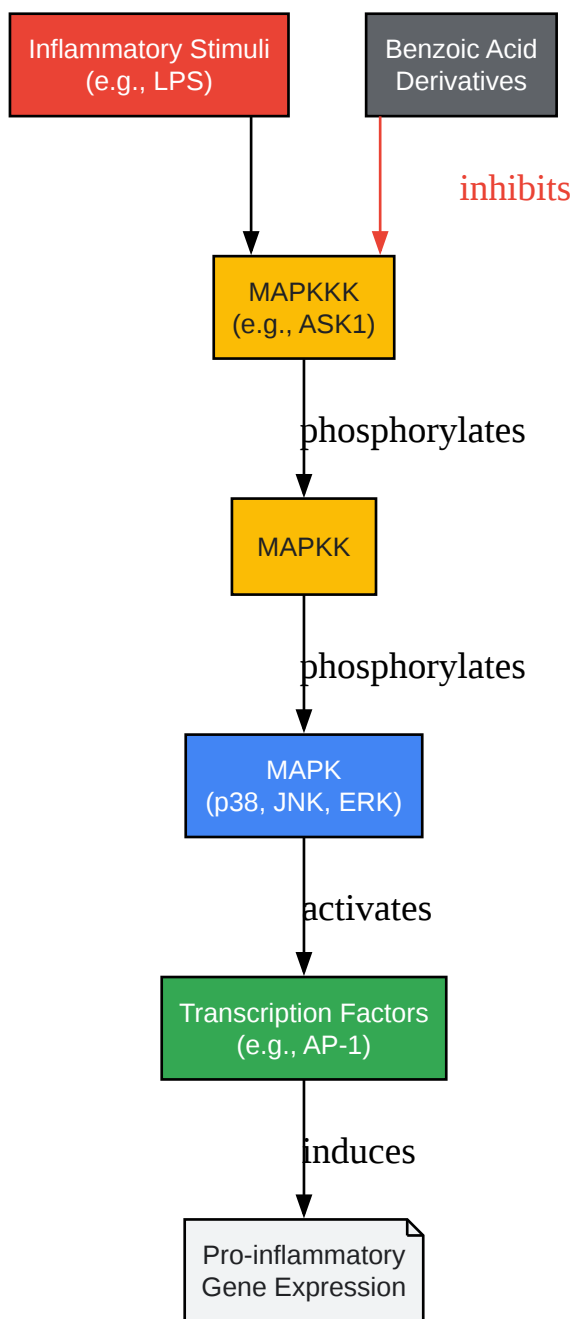 Inflammatory Stimuli
(e.g., LPS)
Benzoic Acid
Derivatives
inhibits
MAPKKK
(e.g., ASK1)
phosphorylates
MAPKK
phosphorylates
MAPK
(p38, JNK, ERK)
activates
Transcription Factors
(e.g., AP-1)
induces
Pro-inflammatory
Gene Expression